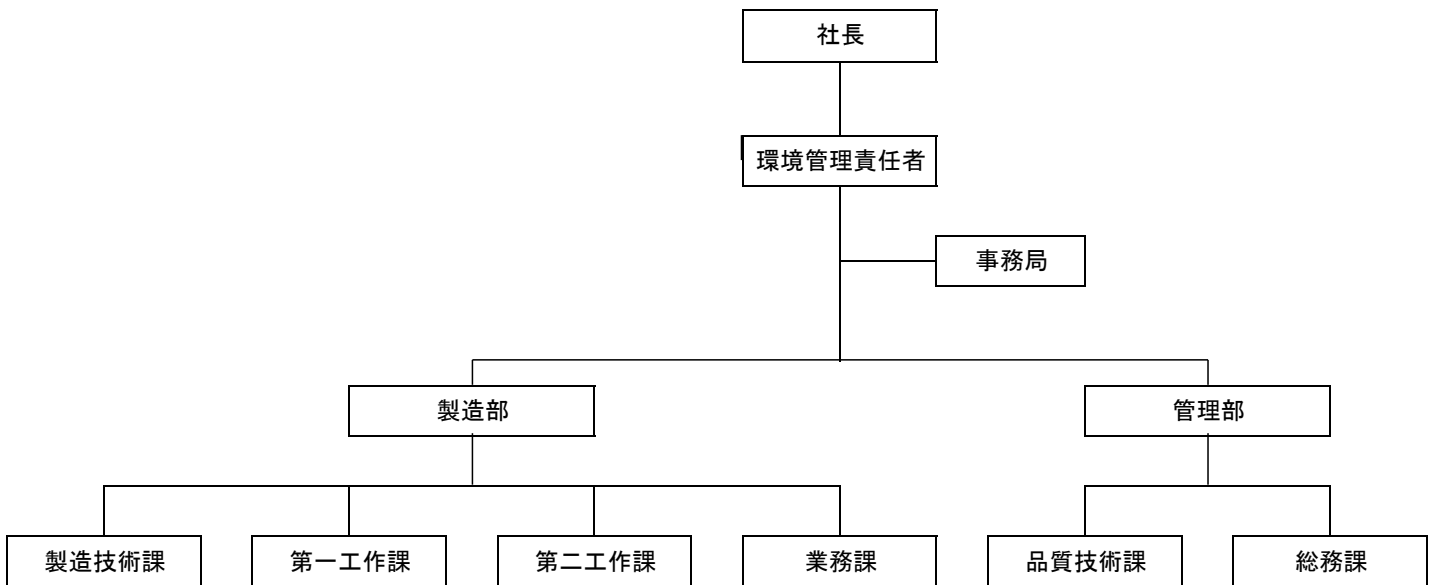 社長
環境管理責任者
事務局
製造部
管理部
製造技術課
第一工作課
第二工作課
業務課
品質技術課
総務課